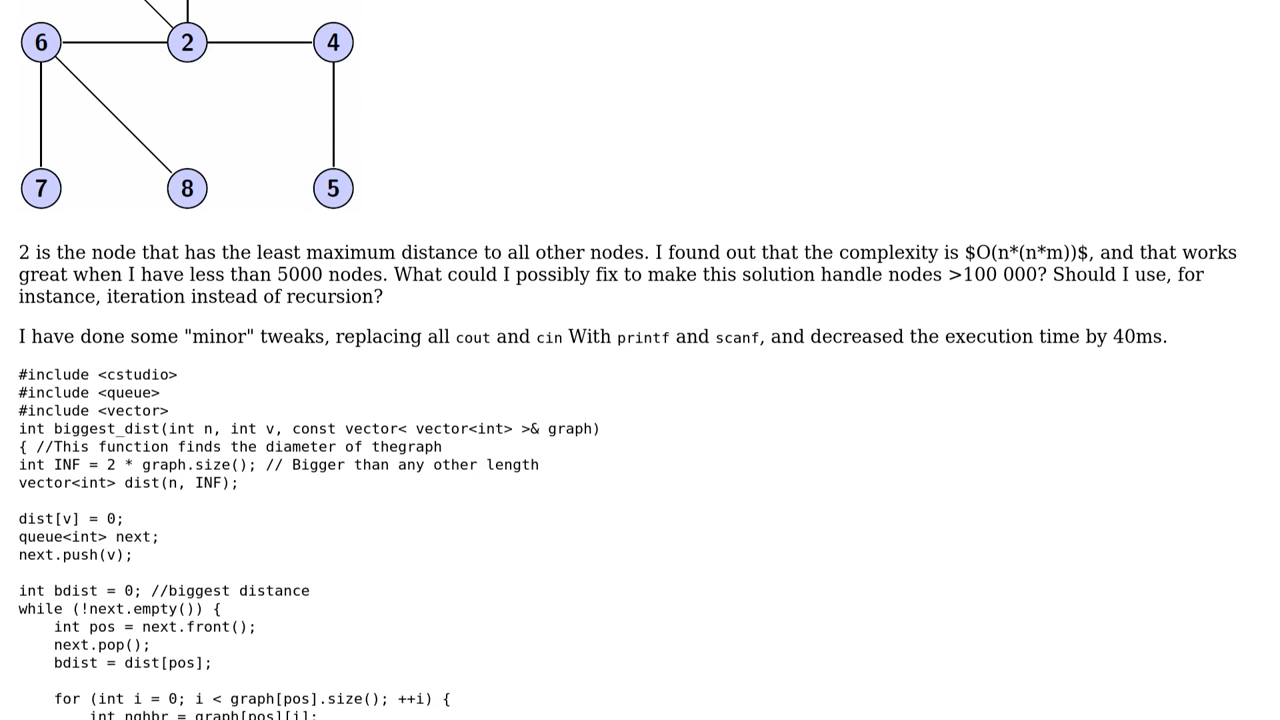 6 2 4
7 8 5
2 is the node that has the least maximum distance to all other nodes. I found out that the complexity is $O(n*(n*m))$, and that works
great when I have less than 5000 nodes. What could I possibly fix to make this solution handle nodes >100 000? Should I use, for
instance, iteration instead of recursion?
I have done some "minor" tweaks, replacing all cout and cin With printf and scanf, and decreased the execution time by 40ms.
#include <cstudio>
#include <queue>
#include <vector>
int biggest_dist(int n, int v, const vector< vector<int> >& graph)
{ //This function finds the diameter of thegraph
int INF = 2 * graph.size(); // Bigger than any other length
vector<int> dist(n, INF);
dist[v] = 0;
queue<int> next;
next.push(v);
int bdist = 0; //biggest distance
while (!next.empty()) {
    int pos = next.front();
    next.pop();
    bdist = dist[pos];
    for (int i = 0; i < graph[pos].size(); ++i) {
        int nghbr = graph[pos][i];